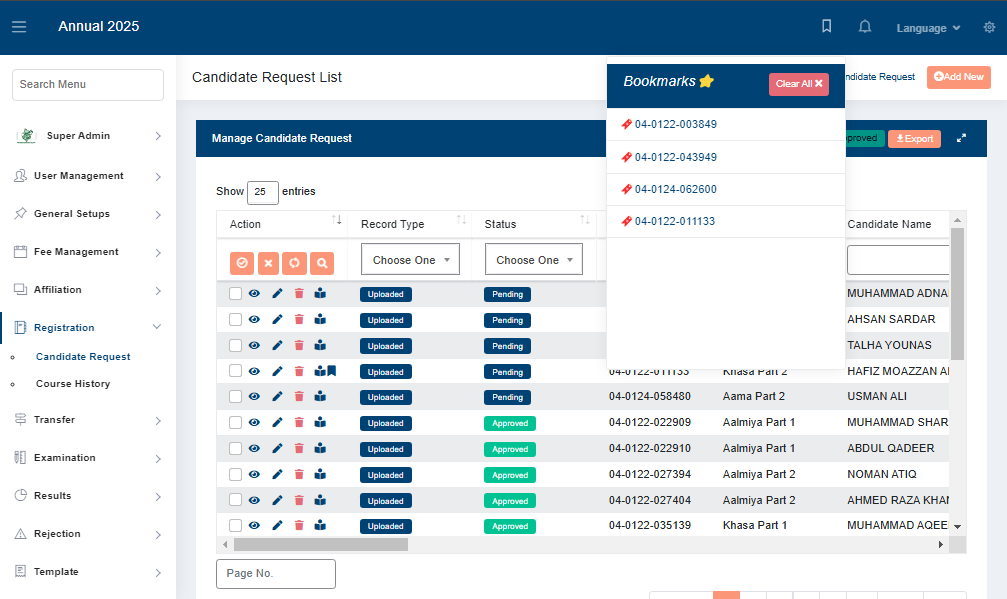 Annual 2025
Language
Search Menu
Super Admin
User Management
General Setups
Fee Management
Affiliation
Registration
Candidate Request
Course History
Transfer
Examination
Results
Rejection
Template
Candidate Request List
ndidate Request
Add New
Bookmarks
Clear All
04-0122-003849
04-0122-043949
04-0124-062600
04-0122-011133
Manage Candidate Request
proved
Export
Show 25 entries
Action Record Type Status Candidate Name
Choose One Choose One
Uploaded Pending MUHAMMAD ADNA
Uploaded Pending AHSAN SARDAR
Uploaded Pending TALHA YOUNAS
Uploaded Pending 04-0122-011133 Khasa Part 2 HAFIZ MOAZZAN A
Uploaded Pending 04-0124-058480 Aama Part 2 USMAN ALI
Uploaded Approved 04-0122-022909 Aalmiya Part 1 MUHAMMAD SHAR
Uploaded Approved 04-0122-022910 Aalmiya Part 1 ABDUL QADEER
Uploaded Approved 04-0122-027394 Aalmiya Part 2 NOMAN ATIQ
Uploaded Approved 04-0122-027404 Aalmiya Part 2 AHMED RAZA KHAN
Uploaded Approved 04-0122-035139 Khasa Part 1 MUHAMMAD AQEE
Page No.